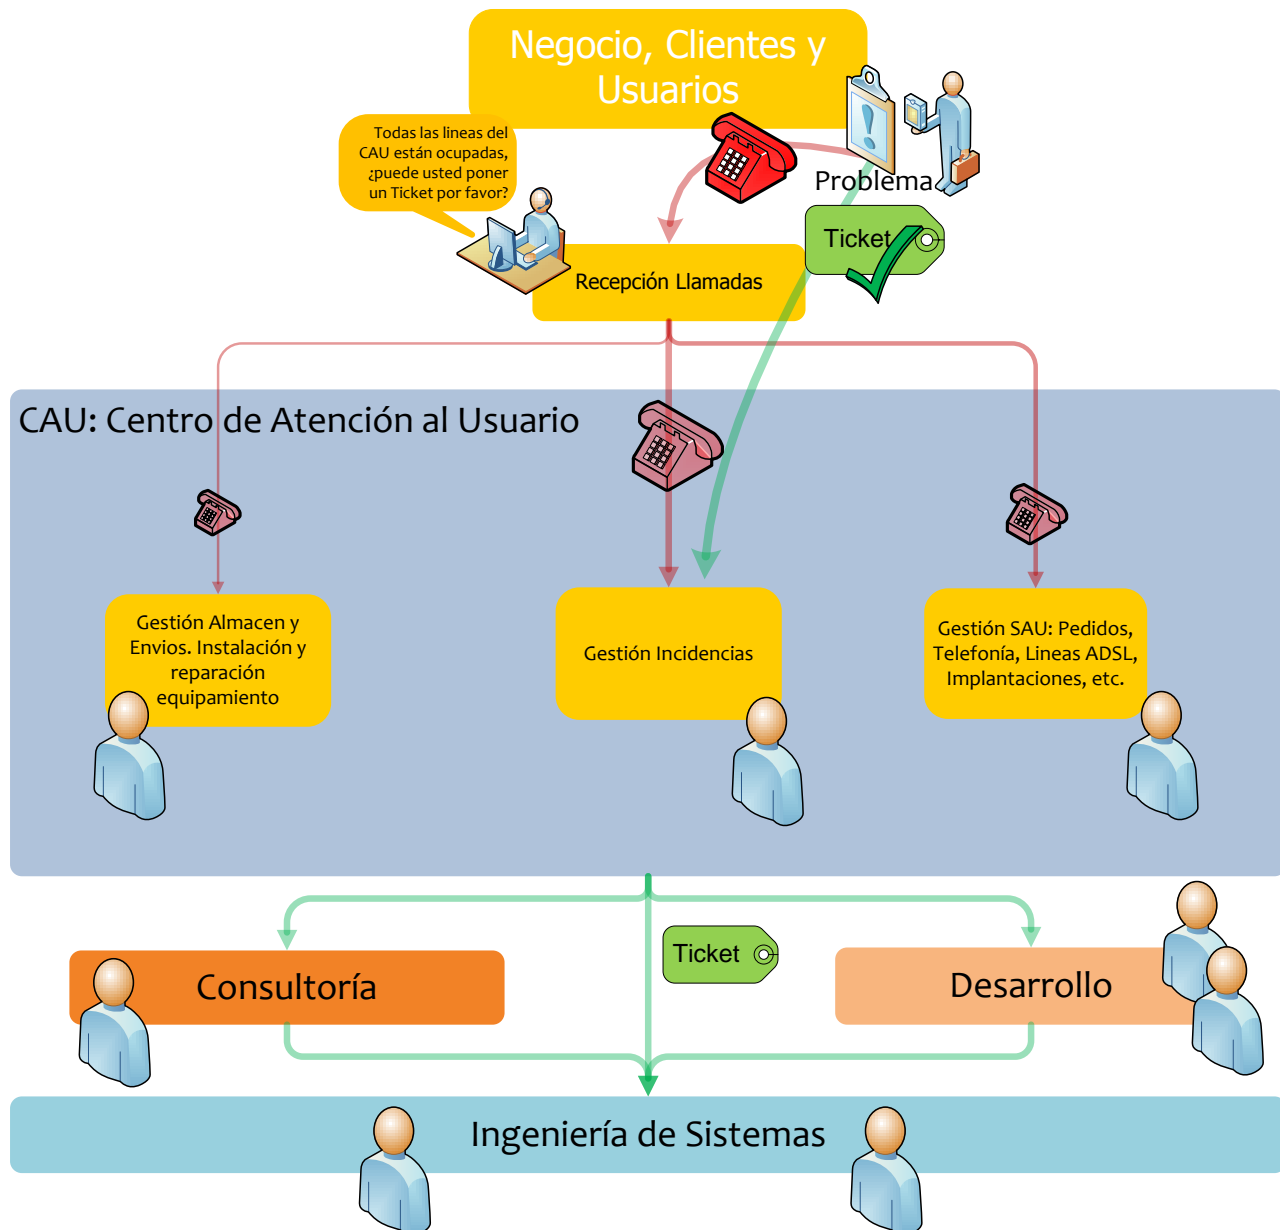 Negocio, Clientes y
Usuarios
Todas las lineas del
CAU están ocupadas,
¿puede usted poner
un Ticket por favor?
Problema
Ticket
Recepción Llamadas
CAU: Centro de Atención al Usuario
Gestión Almacen y
Envios. Instalación y
reparación
equipamiento
Gestión Incidencias
Gestión SAU: Pedidos,
Telefonía, Lineas ADSL,
Implantaciones, etc.
Ticket
Consultoría
Desarrollo
Ingeniería de Sistemas